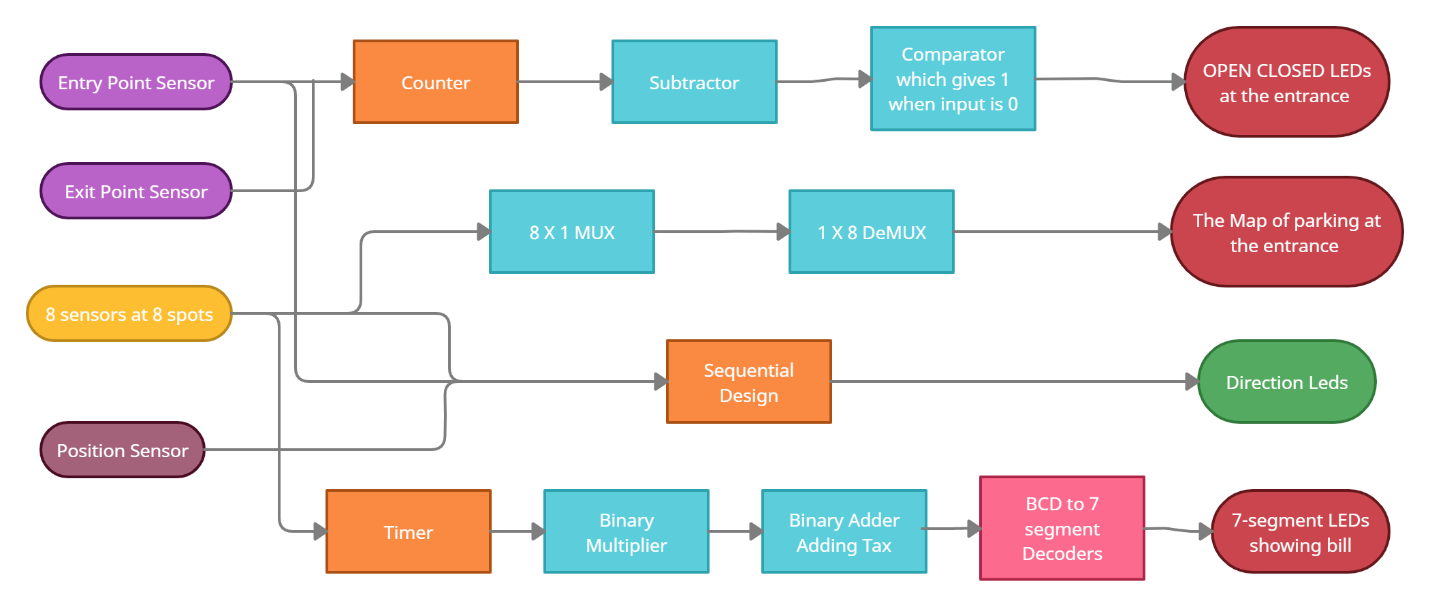 Entry Point Sensor
Counter
Subtractor
Comparator
which gives 1
when input is 0
OPEN CLOSED LEDs
at the entrance
Exit Point Sensor
8 X 1 MUX
1 X 8 DeMUX
The Map of parking at
the entrance
8 sensors at 8 spots
Sequential
Design
Direction Leds
Position Sensor
Timer
Binary
Multiplier
Binary Adder
Adding Tax
BCD to 7
segment
Decoders
7-segment LEDs
showing bill